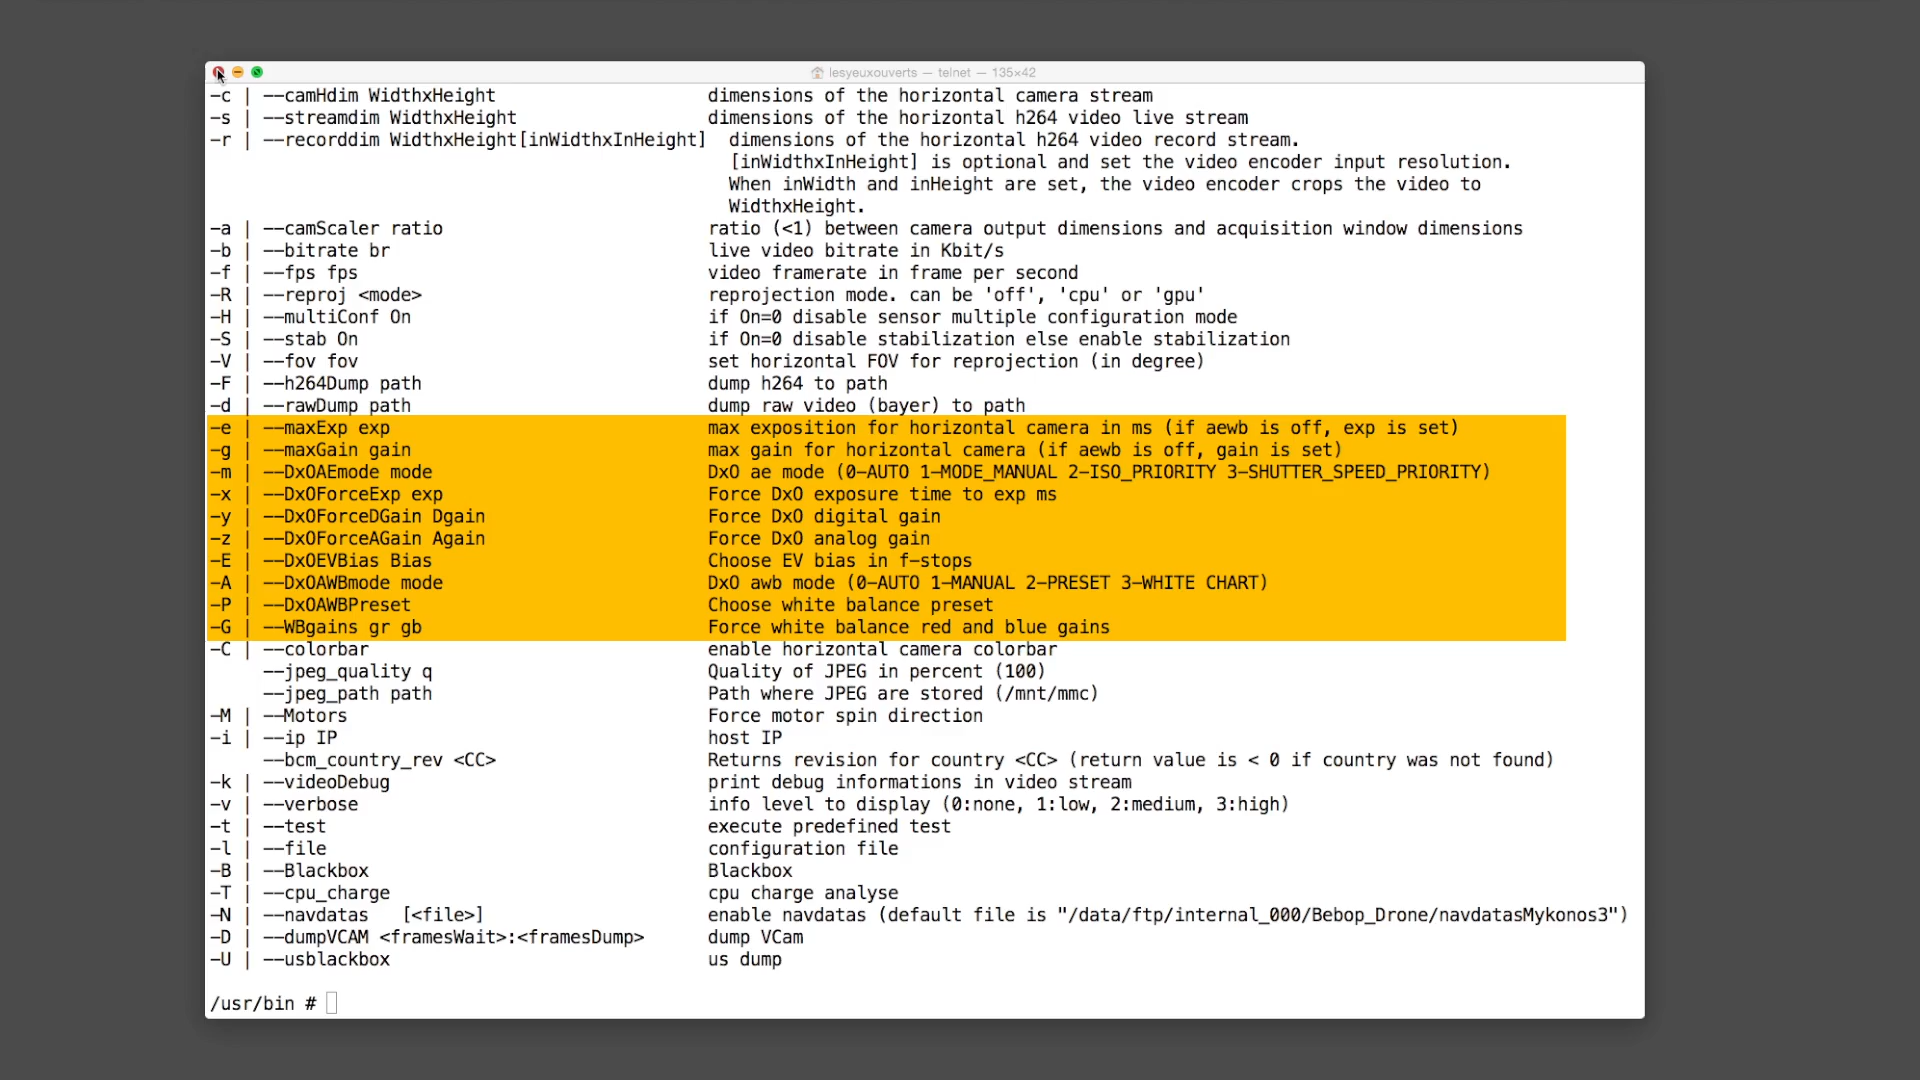 lesyeuxouverts — telnet — 135×42
-c | --camHdim WidthxHeight dimensions of the horizontal camera stream
-s | --streamdim WidthxHeight dimensions of the horizontal h264 video live stream
-r | --recorddim WidthxHeight[inWidthxInHeight] dimensions of the horizontal h264 video record stream.
[inWidthxInHeight] is optional and set the video encoder input resolution.
When inWidth and inHeight are set, the video encoder crops the video to
WidthxHeight.
-a | --camScaler ratio ratio (<1) between camera output dimensions and acquisition window dimensions
-b | --bitrate br live video bitrate in Kbit/s
-f | --fps fps video framerate in frame per second
-R | --reproj <mode> reprojection mode. can be 'off', 'cpu' or 'gpu'
-H | --multiConf On if On=0 disable sensor multiple configuration mode
-S | --stab On if On=0 disable stabilization else enable stabilization
-V | --fov fov set horizontal FOV for reprojection (in degree)
-F | --h264Dump path dump h264 to path
-d | --rawDump path dump raw video (bayer) to path
-e | --maxExp exp max exposition for horizontal camera in ms (if aewb is off, exp is set)
-g | --maxGain gain max gain for horizontal camera (if aewb is off, gain is set)
-m | --DxOAEmode mode DxO ae mode (0-AUTO 1-MODE_MANUAL 2-ISO_PRIORITY 3-SHUTTER_SPEED_PRIORITY)
-x | --DxOForceExp exp Force DxO exposure time to exp ms
-y | --DxOForceDGain Dgain Force DxO digital gain
-z | --DxOForceAGain Again Force DxO analog gain
-E | --DxOEVBias Bias Choose EV bias in f-stops
-A | --DxOAWBmode mode DxO awb mode (0-AUTO 1-MANUAL 2-PRESET 3-WHITE CHART)
-P | --DxOAWBPreset Choose white balance preset
-G | --WBgains gr gb Force white balance red and blue gains
-C | --colorbar enable horizontal camera colorbar
--jpeg_quality q Quality of JPEG in percent (100)
--jpeg_path path Path where JPEG are stored (/mnt/mmc)
-M | --Motors Force motor spin direction
-i | --ip IP host IP
--bcm_country_rev <CC> Returns revision for country <CC> (return value is < 0 if country was not found)
-k | --videoDebug print debug informations in video stream
-v | --verbose info level to display (0:none, 1:low, 2:medium, 3:high)
-t | --test execute predefined test
-l | --file configuration file
-B | --Blackbox Blackbox
-T | --cpu_charge cpu charge analyse
-N | --navdatas [<file>] enable navdatas (default file is "/data/ftp/internal_000/Bebop_Drone/navdatasMykonos3")
-D | --dumpVCAM <framesWait>:<framesDump> dump VCam
-U | --usblackbox us dump
/usr/bin #